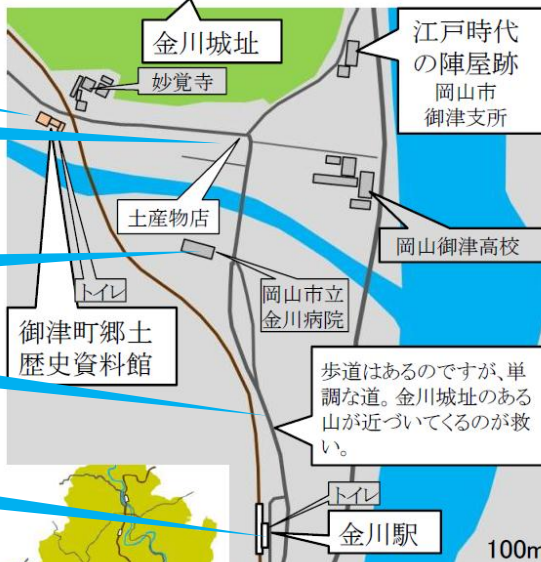 金川城址
江戸時代
の陣屋跡
岡山市
御津支所
妙覚寺
土産物店
岡山御津高校
トイレ
岡山市立
金川病院
御津町郷土
歴史資料館
歩道はあるのですが、単
調な道。金川城址のある
山が近づいてくるのが救
い。
トイレ
金川駅
100m